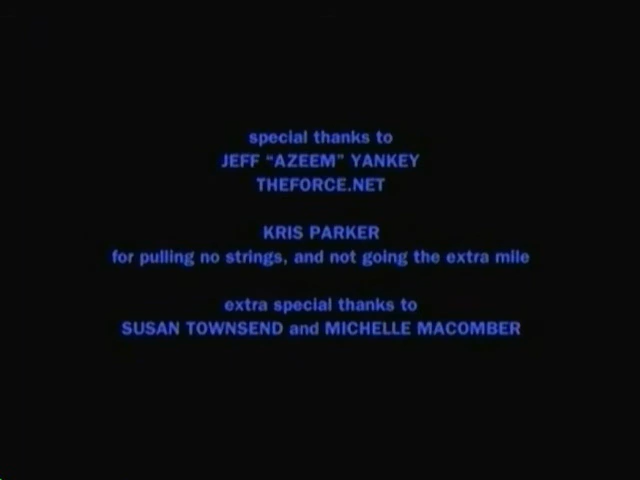 special thanks to
JEFF “AZEEM” YANKEY
THEFORCE.NET
KRIS PARKER
for pulling no strings, and not going the extra mile
extra special thanks to
SUSAN TOWNSEND and MICHELLE MACOMBER